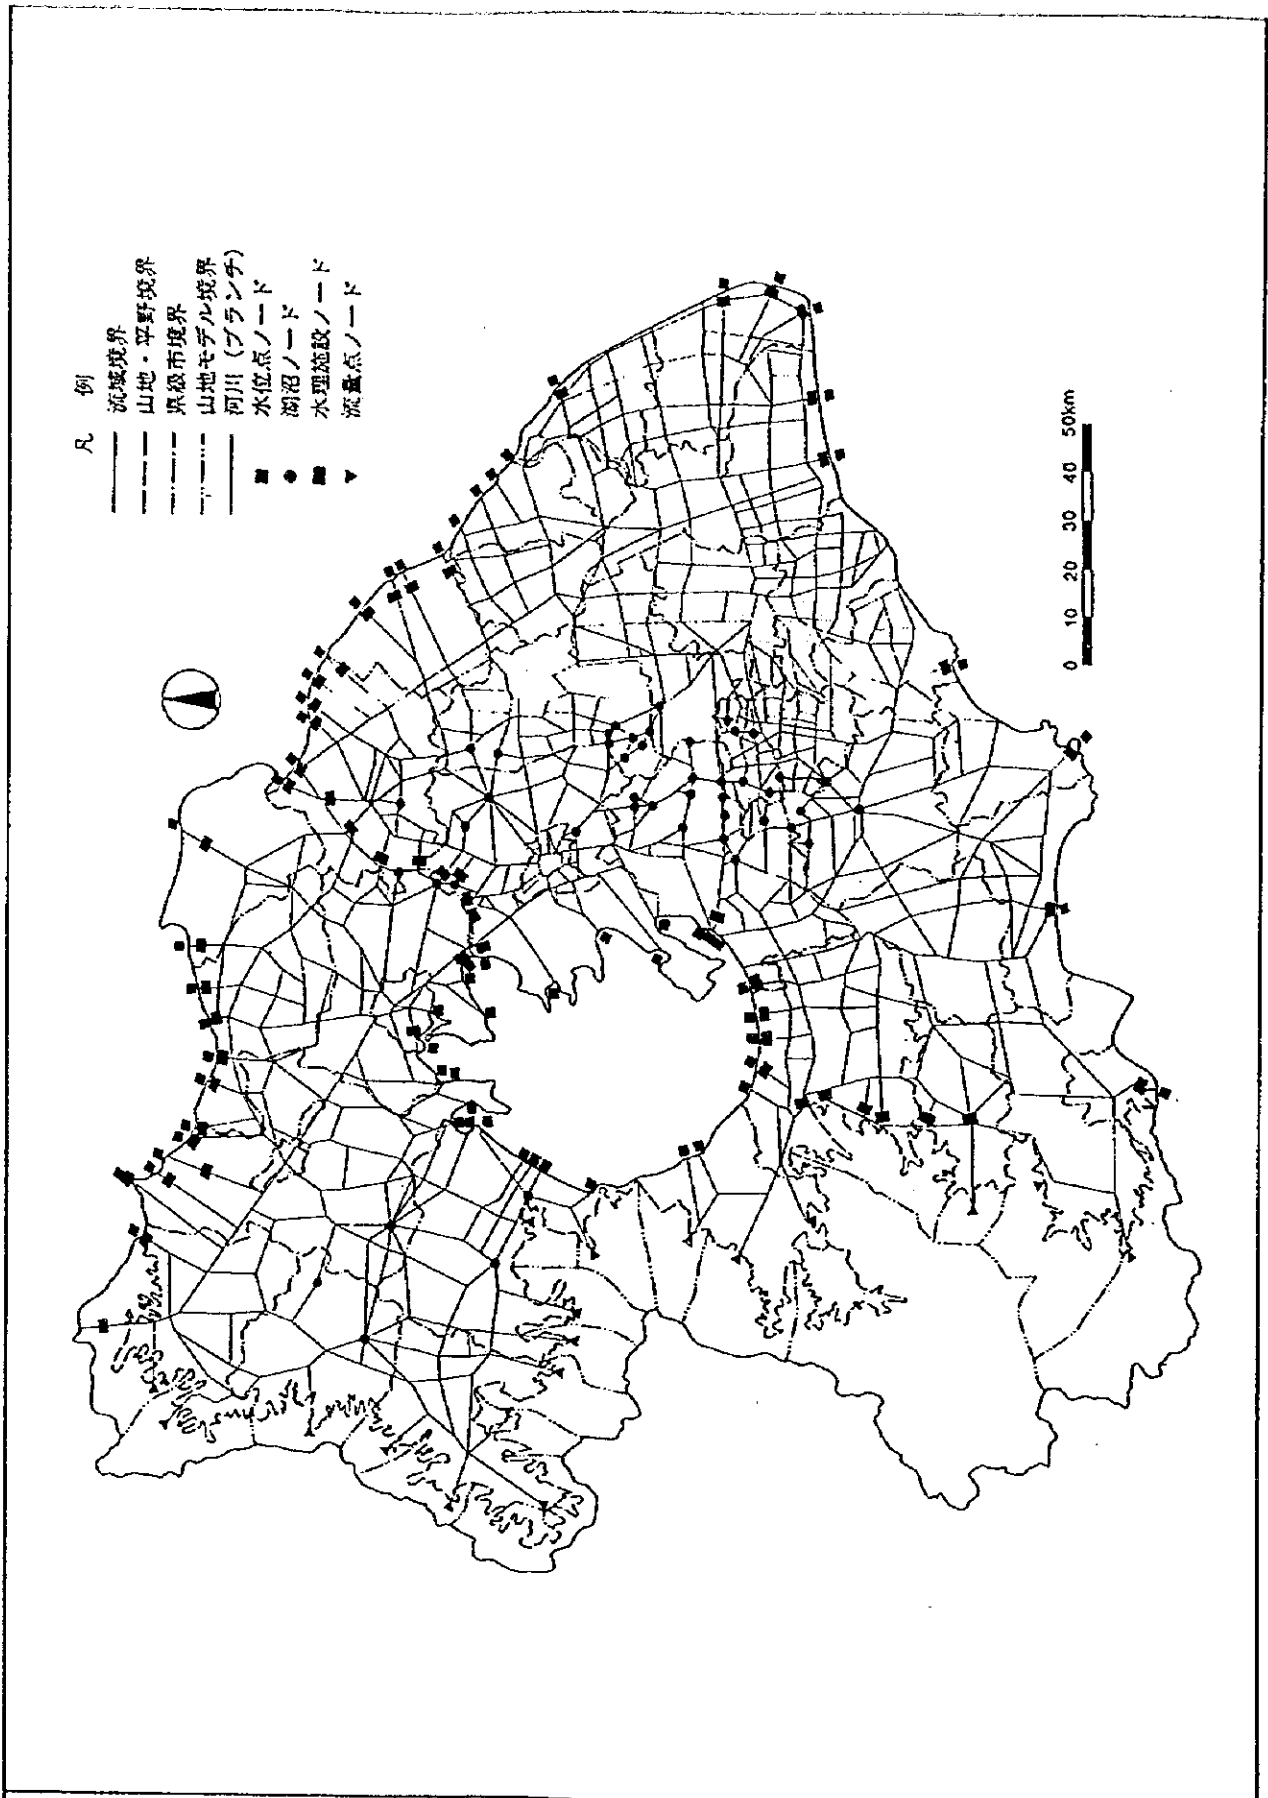 凡 例
流域境界
山地・平野境界
県級市境界
山地モデル境界
河川 (ブランチ)
水位点ノード
湖沼ノード
水理施設ノード
流量点ノード
0 10 20 30 40 50km